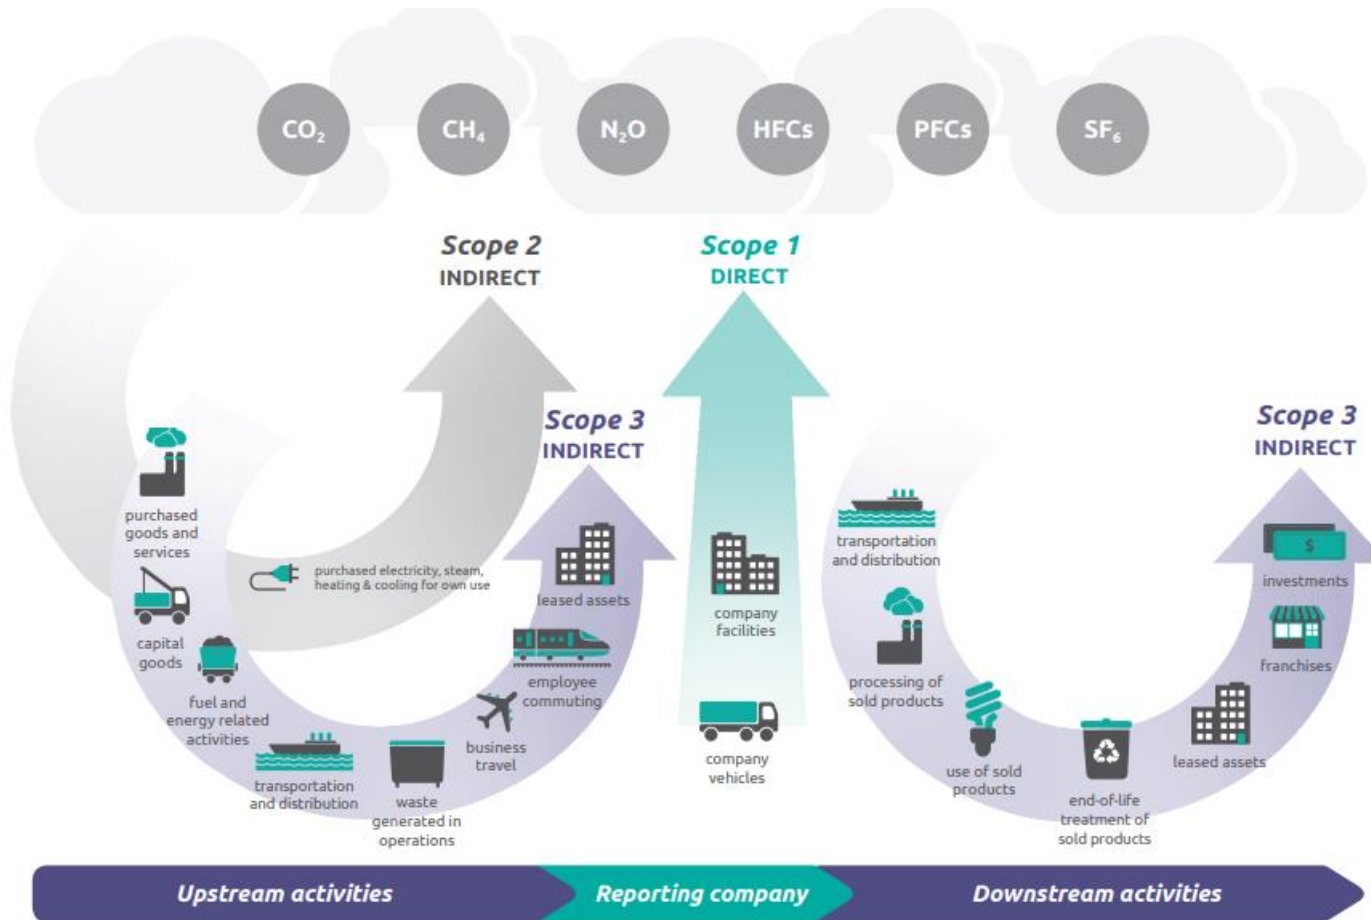 CO₂
CH₄
N₂O
HFCs
PFCs
SF₆
Scope 2
INDIRECT
Scope 1
DIRECT
Scope 3
INDIRECT
Scope 3
INDIRECT
purchased
goods and
services
capital
goods
fuel and
energy related
activities
transportation
and distribution
waste
generated in
operations
business
travel
employee
commuting
leased assets
purchased electricity, steam,
heating & cooling for own use
company
facilities
company
vehicles
transportation
and distribution
processing
of sold products
use of sold
products
end-of-life
treatment of
sold products
leased assets
franchises
$
investments
Upstream activities
Reporting company
Downstream activities